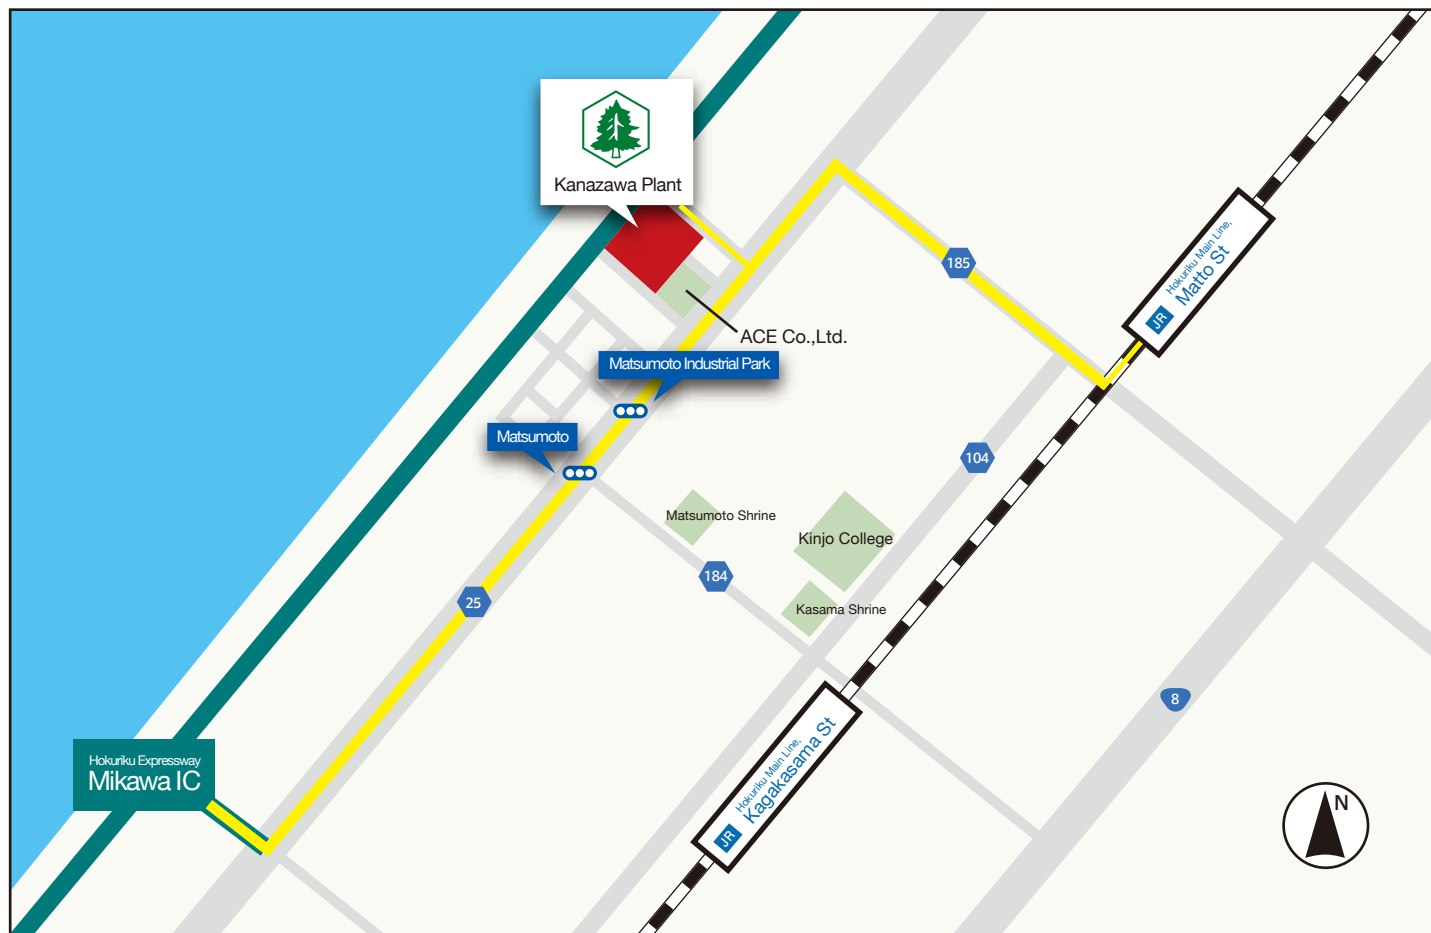 Kanazawa Plant
185
Hokuriku Main Line,
Matto St
JR
ACE Co.,Ltd.
Matsumoto Industrial Park
Matsumoto
104
Matsumoto Shrine
Kinjo College
184
25
Kasama Shrine
8
Hokuriku Main Line,
Kagakasama St
JR
Hokuriku Expressway
Mikawa IC
N